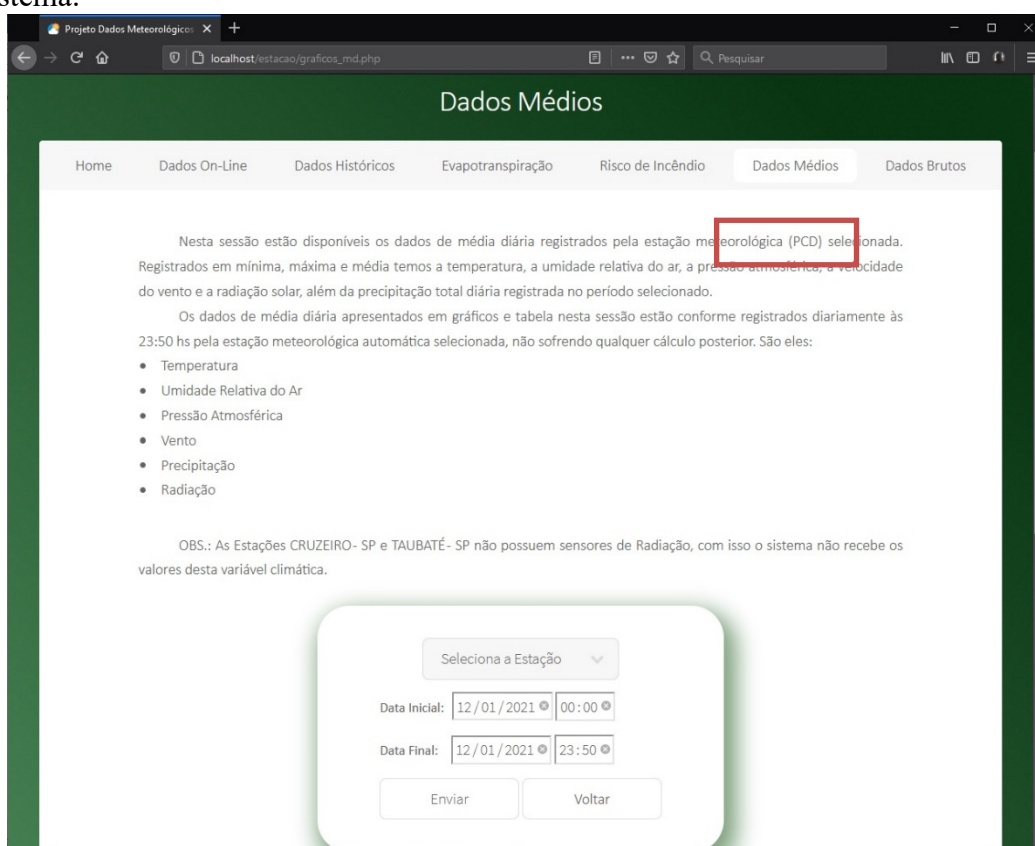 stema.
Projeto Dados Meteorológicos
localhost/estacao/graficos_md.php
Pesquisar
Dados Médios
Home Dados On-Line Dados Históricos Evapotranspiração Risco de Incêndio Dados Médios Dados Brutos
Nesta sessão estão disponíveis os dados de média diária registrados pela estação meteorológica (PCD) selecionada.
Registrados em mínima, máxima e média temos a temperatura, a umidade relativa do ar, a pressão atmosférica, a velocidade
do vento e a radiação solar, além da precipitação total diária registrada no período selecionado.
Os dados de média diária apresentados em gráficos e tabela nesta sessão estão conforme registrados diariamente às
23:50 hs pela estação meteorológica automática selecionada, não sofrendo qualquer cálculo posterior. São eles:
• Temperatura
• Umidade Relativa do Ar
• Pressão Atmosférica
• Vento
• Precipitação
• Radiação
OBS.: As Estações CRUZEIRO- SP e TAUBATÉ- SP não possuem sensores de Radiação, com isso o sistema não recebe os
valores desta variável climática.
Seleciona a Estação
Data Inicial: 12/01/2021 00:00
Data Final: 12/01/2021 23:50
Enviar Voltar